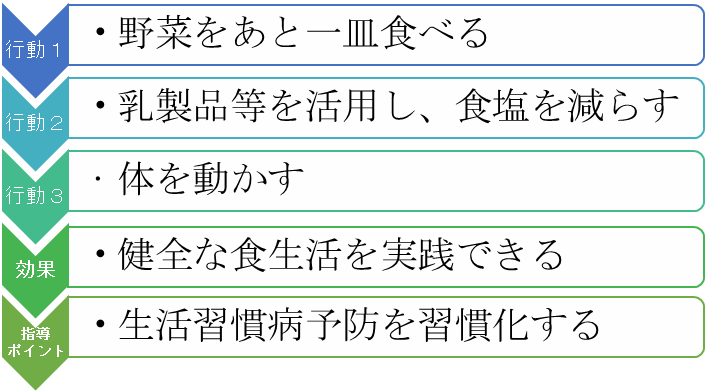 行動１
・野菜をあと一皿食べる
行動２
・乳製品等を活用し、食塩を減らす
行動３
・体を動かす
効果
・健全な食生活を実践できる
指導
ポイント
・生活習慣病予防を習慣化する